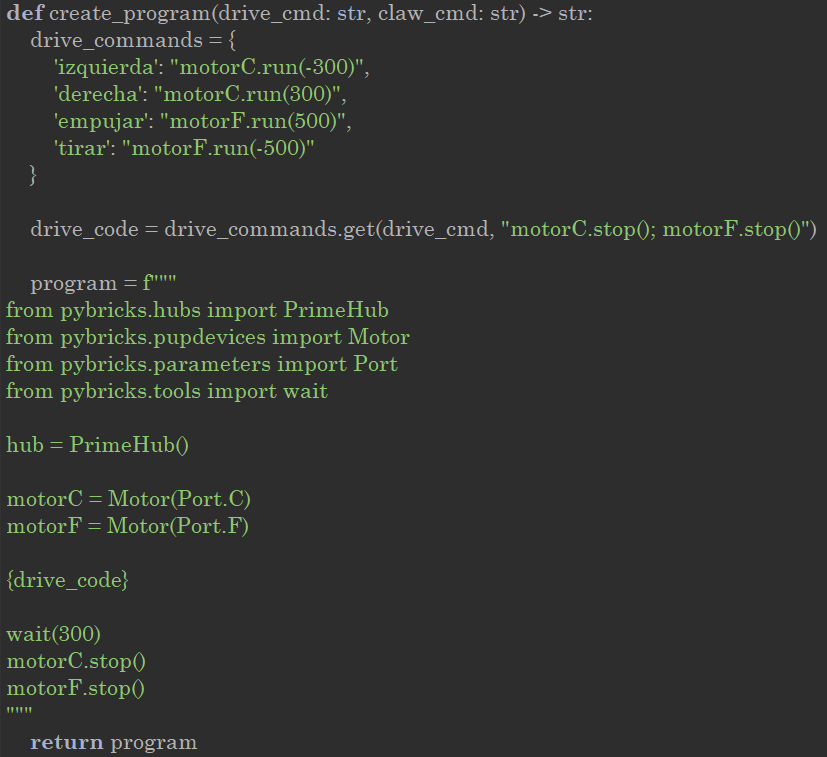 def create_program(drive_cmd: str, claw_cmd: str) -> str:
    drive_commands = {
        'izquierda': "motorC.run(-300)",
        'derecha': "motorC.run(300)",
        'empujar': "motorF.run(500)",
        'tirar': "motorF.run(-500)"
    }

    drive_code = drive_commands.get(drive_cmd, "motorC.stop(); motorF.stop()")

    program = f"""
from pybricks.hubs import PrimeHub
from pybricks.pupdevices import Motor
from pybricks.parameters import Port
from pybricks.tools import wait

hub = PrimeHub()

motorC = Motor(Port.C)
motorF = Motor(Port.F)

{drive_code}

wait(300)
motorC.stop()
motorF.stop()
"""
    return program